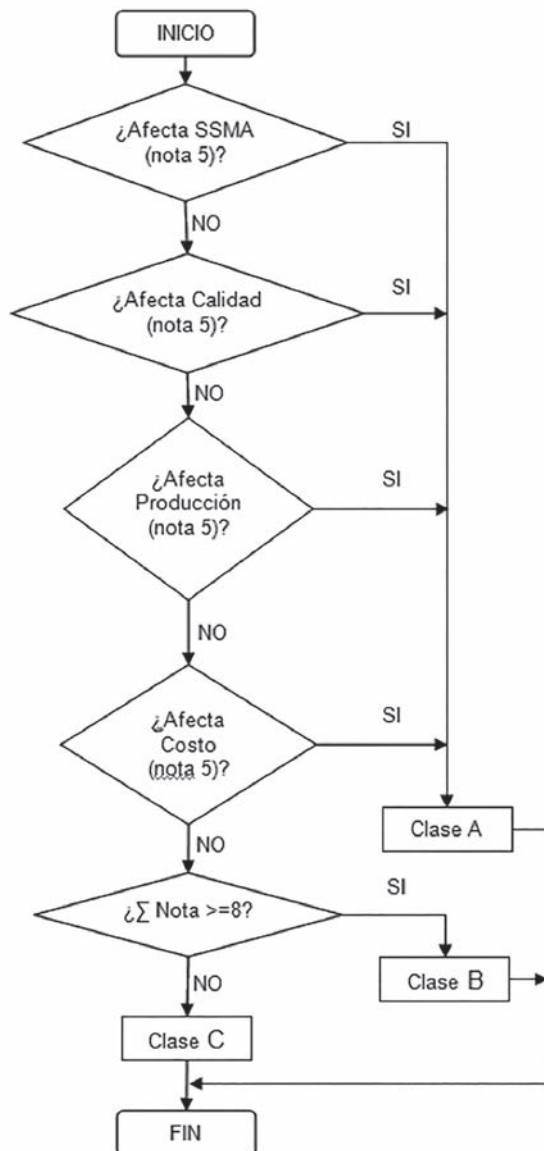 INICIO
¿Afecta SSMA
(nota 5)?
SI
NO
¿Afecta Calidad
(nota 5)?
SI
NO
¿Afecta
Producción
(nota 5)?
SI
NO
¿Afecta
Costo
(nota 5)?
SI
Clase A
NO
¿∑ Nota >=8?
SI
Clase B
NO
Clase C
FIN